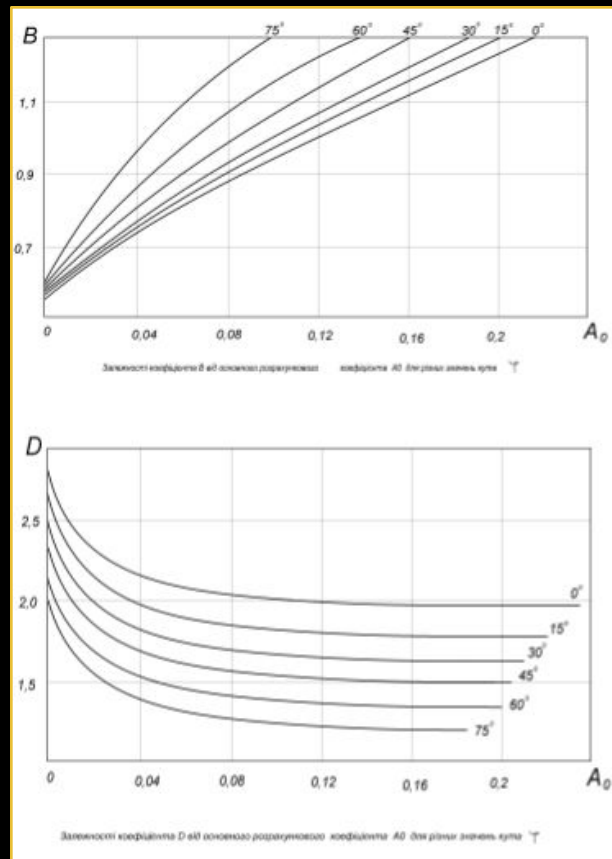 B 75° 60° 45° 30° 15° 0°
1,1
0,9
0,7
0 0,04 0,08 0,12 0,16 0,2 A₀
Залежності коефіцієнта B від основного розрахункового коефіцієнта A0 для різних значень кута
D
2,5
2,0 0°
15°
30°
1,5 45°
60°
75°
0 0,04 0,08 0,12 0,16 0,2 A₀
Залежності коефіцієнта D від основного розрахункового коефіцієнта A0 для різних значень кута